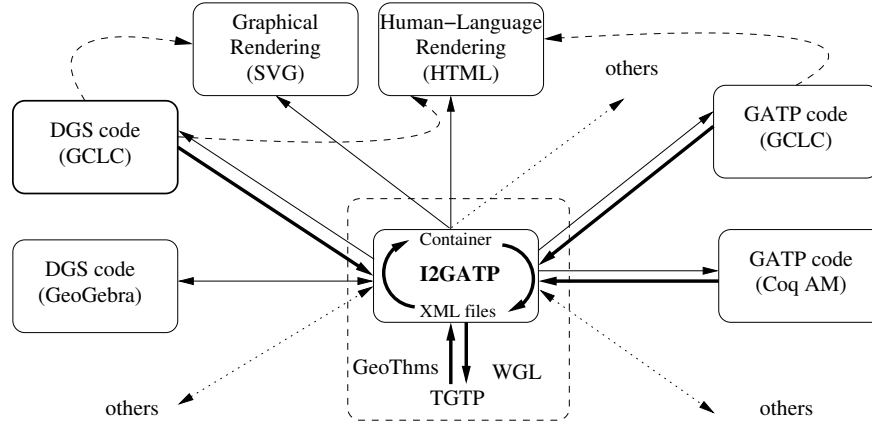 Graphical
Rendering
(SVG)
Human−Language
Rendering
(HTML)
others
DGS code
(GCLC)
GATP code
(GCLC)
Container
I2GATP
XML files
DGS code
(GeoGebra)
GATP code
(Coq AM)
GeoThms
WGL
TGTP
others
others